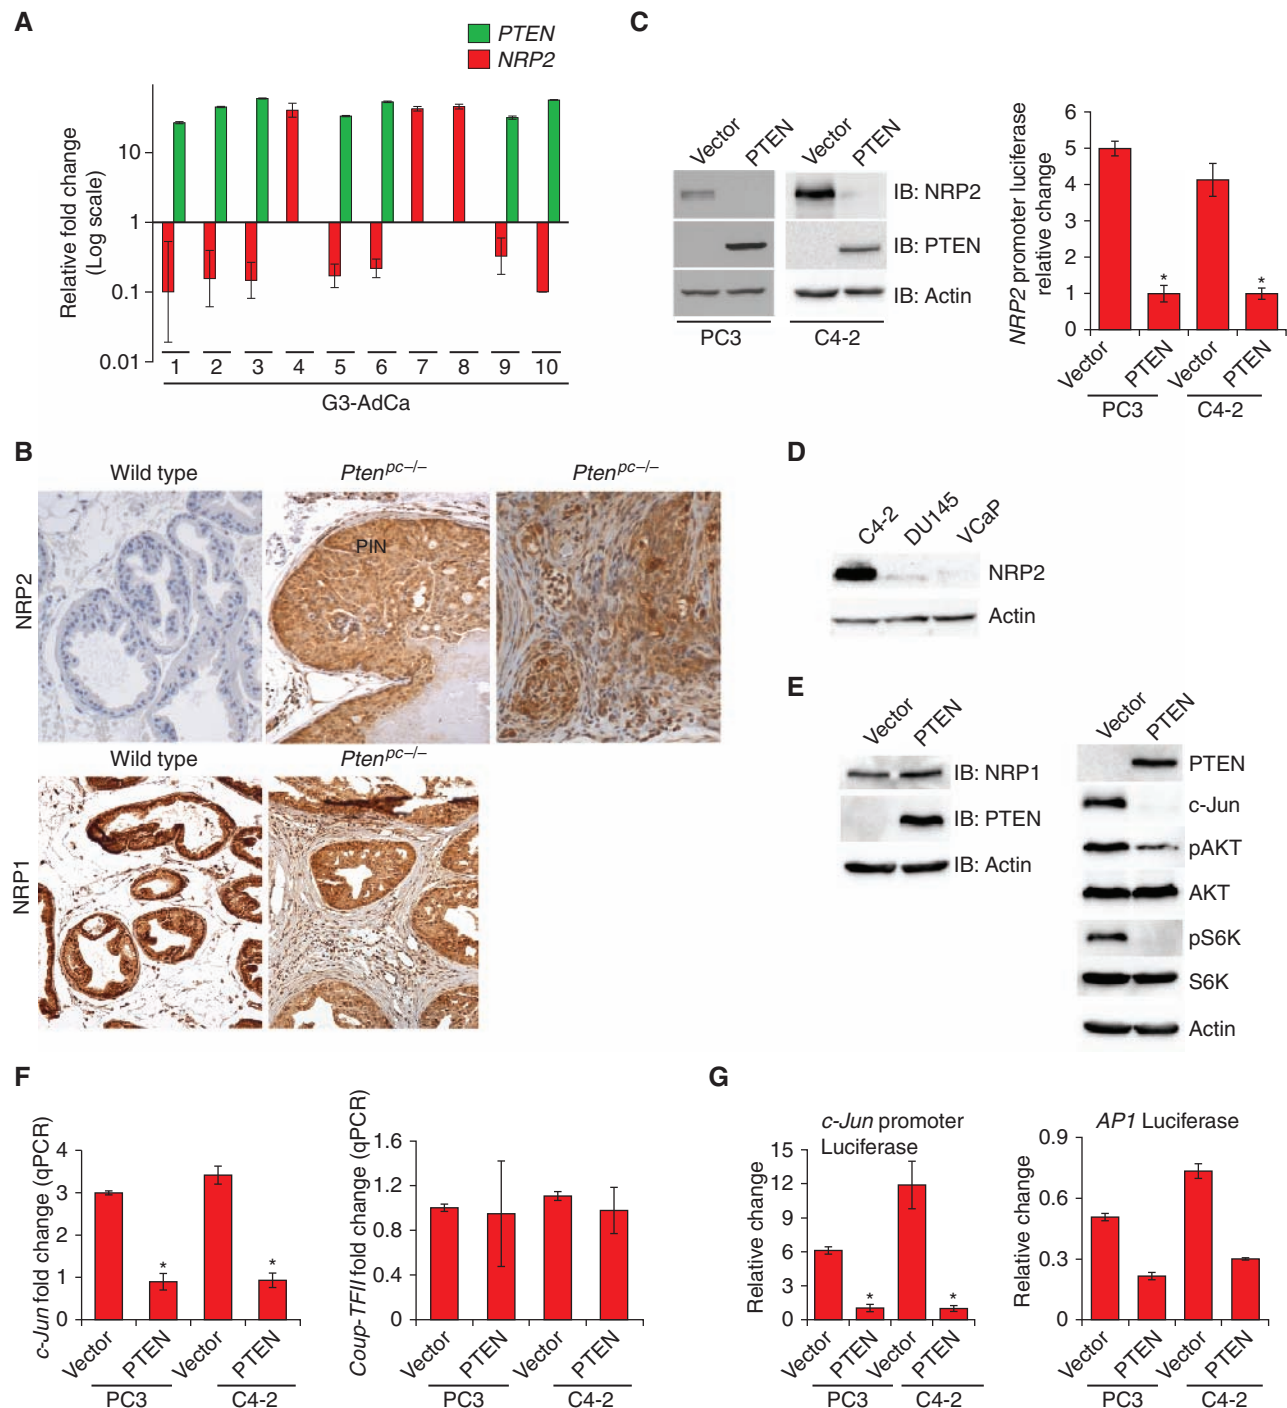 A
PTEN
NRP2
Relative fold change
(Log scale)
10
1
0.1
0.01
1 2 3 4 5 6 7 8 9 10
G3-AdCa
B
Wild type
Pten pc–/–
Pten pc–/–
NRP2
PIN
Wild type
Pten pc–/–
NRP1
C
Vector PTEN Vector PTEN
IB: NRP2
IB: PTEN
IB: Actin
PC3 C4-2
NRP2 promoter luciferase
relative change
6
5
4
3
2
1
0
* *
Vector PTEN Vector PTEN
PC3 C4-2
D
C4-2 DU145 VCaP
NRP2
Actin
E
Vector PTEN
IB: NRP1
IB: PTEN
IB: Actin
Vector PTEN
PTEN
c-Jun
pAKT
AKT
pS6K
S6K
Actin
F
c-Jun fold change (qPCR)
4
3
2
1
0
* *
Vector PTEN Vector PTEN
PC3 C4-2
Coup-TFII fold change (qPCR)
1.6
1.2
0.8
0.4
0
Vector PTEN Vector PTEN
PC3 C4-2
G
c-Jun promoter
Luciferase
Relative change
15
12
9
6
3
0
* *
Vector PTEN Vector PTEN
PC3 C4-2
AP1 Luciferase
Relative change
0.9
0.6
0.3
0
Vector PTEN Vector PTEN
PC3 C4-2